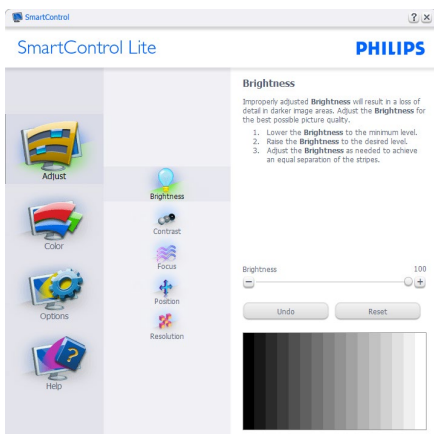 SmartControl
SmartControl Lite
PHILIPS
Adjust
Color
Options
Help
Brightness
Contrast
Focus
Position
Resolution
Brightness
Improperly adjusted Brightness will result in a loss of
detail in darker image areas. Adjust the Brightness for
the best possible picture quality.
1. Lower the Brightness to the minimum level.
2. Raise the Brightness to the desired level.
3. Adjust the Brightness as needed to achieve
an equal separation of the stripes.
Brightness 100
Undo Reset